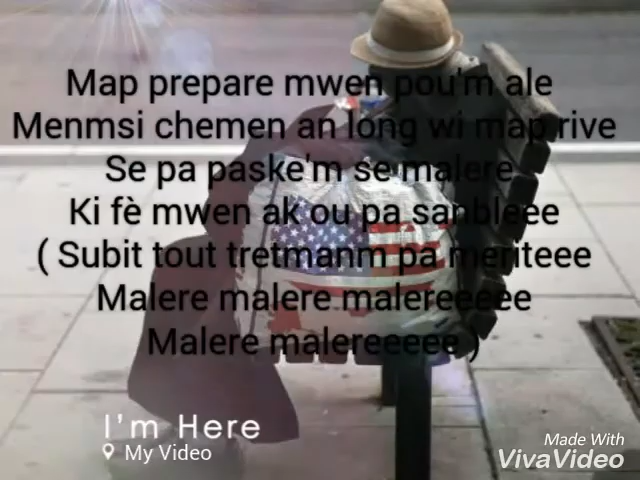 Map prepare mwen pou'm ale
Menmsi chemen an long wi map rive
Se pa paske'm se malere
Ki fè mwen ak ou pa sanbleee
( Subit tout tretmanm pa meriteee
Malere malere malereeeee
Malere malereeeee )
I'm Here
My Video
Made With
VivaVideo